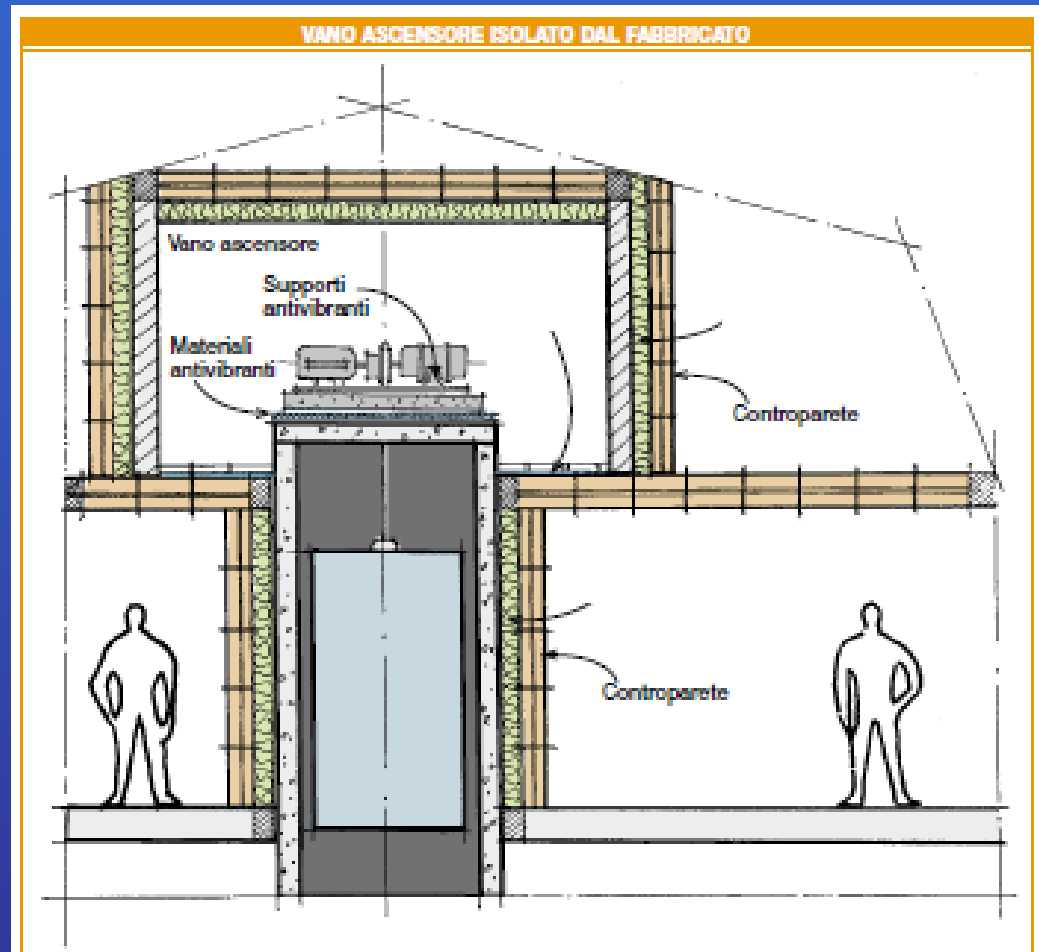 VANO ASCENSORE ISOLATO DAL FABBRICATO
Vano ascensore
Supporti
antivibranti
Materiali
antivibranti
Controparete
Controparete